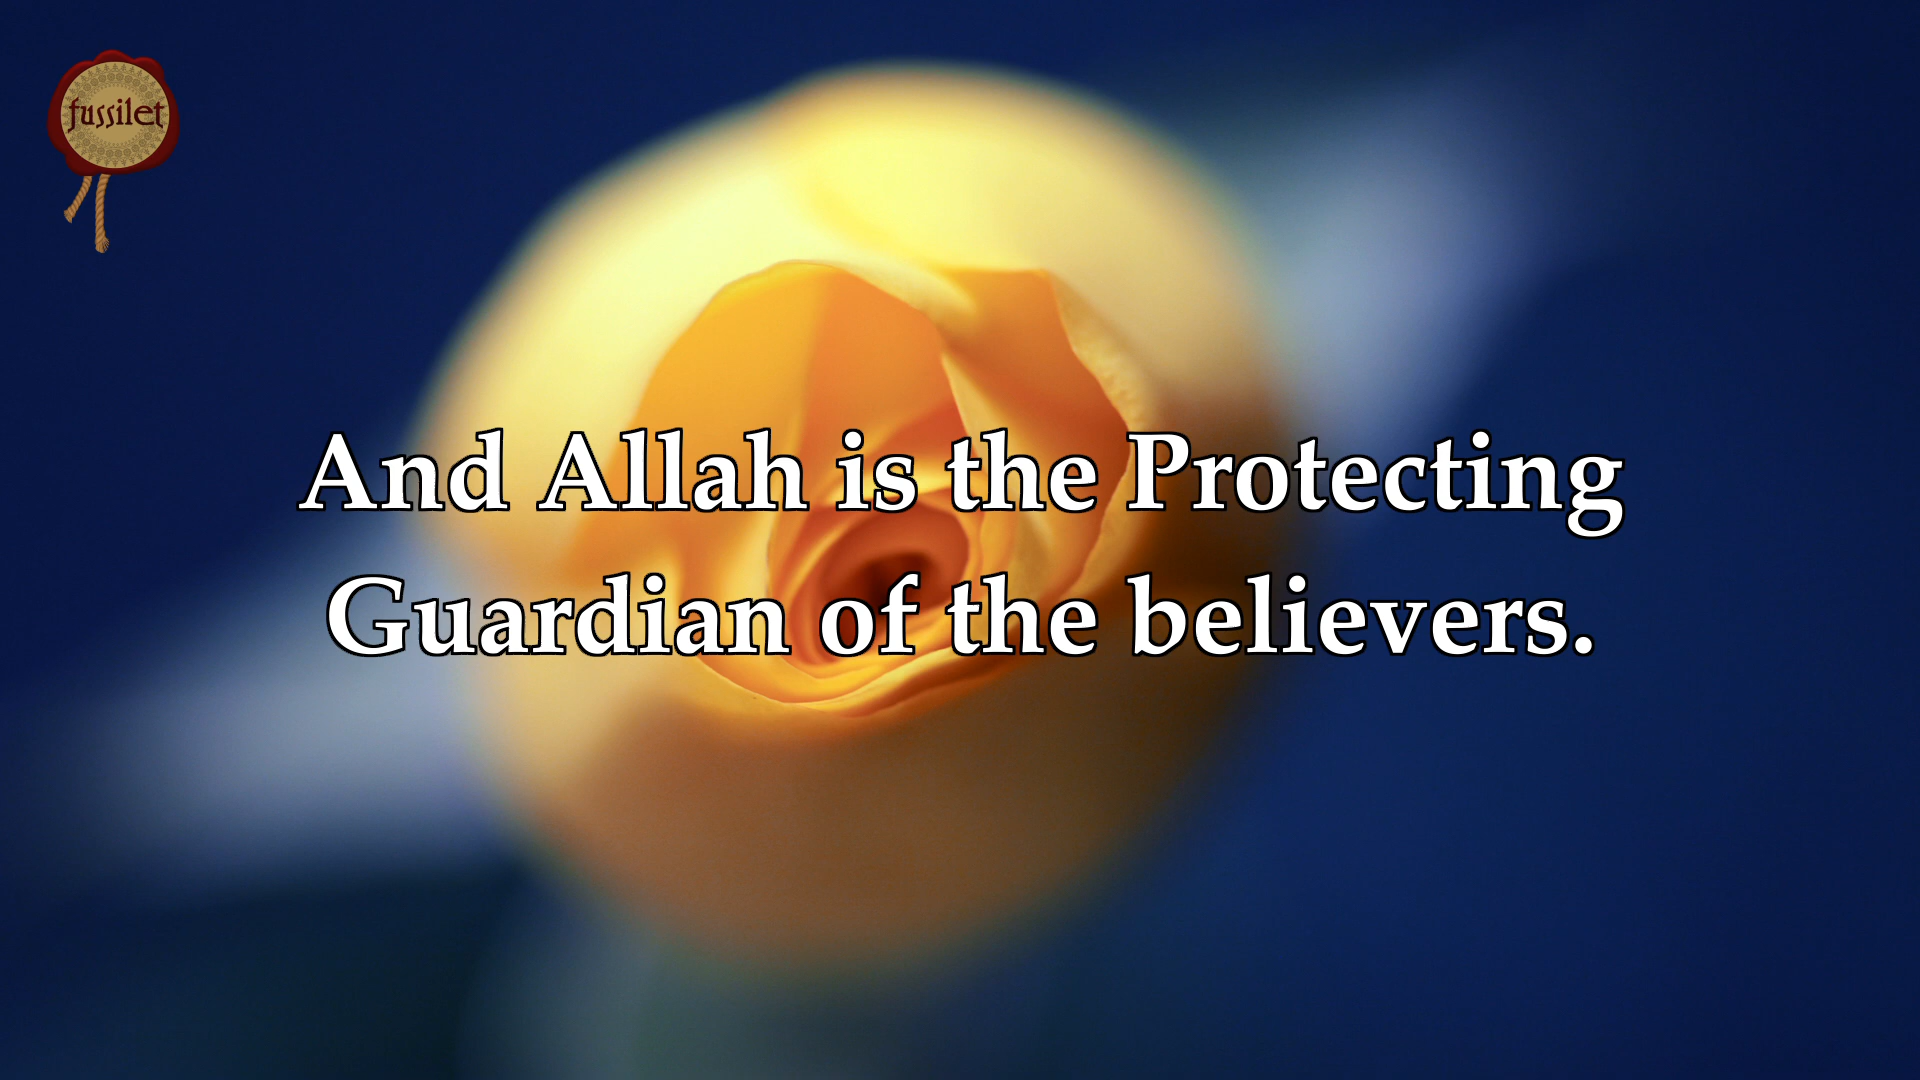 fussilet
And Allah is the Protecting
Guardian of the believers.